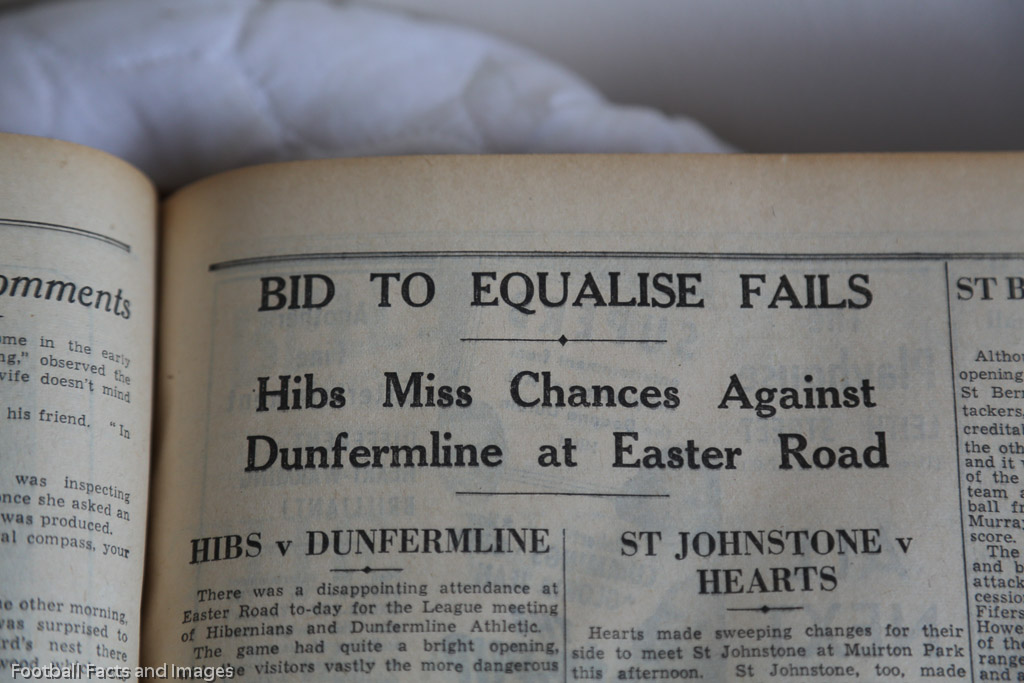 omments
ome in the early
ng," observed the
wife doesn't mind
his friend. "In
was inspecting
once she asked an
was produced.
al compass, your
e other morning,
was surprised to
rd's nest there
BID TO EQUALISE FAILS
Hibs Miss Chances Against
Dunfermline at Easter Road
HIBS v DUNFERMLINE
There was a disappointing attendance at
Easter Road to-day for the League meeting
of Hibernians and Dunfermline Athletic.
The game had quite a bright opening,
visitors vastly the more dangerous
ST JOHNSTONE v
HEARTS
Hearts made sweeping changes for their
side to meet St Johnstone at Muirton Park
this afternoon. St Johnstone, too, made
ST B
Altho
opening
St Ber
tackers
credita
the oth
and it
of the
team a
ball fr
Murra
score.
The
and b
attack
cessio
Fifers
Howe
of the
range
and a
Football Facts and Images